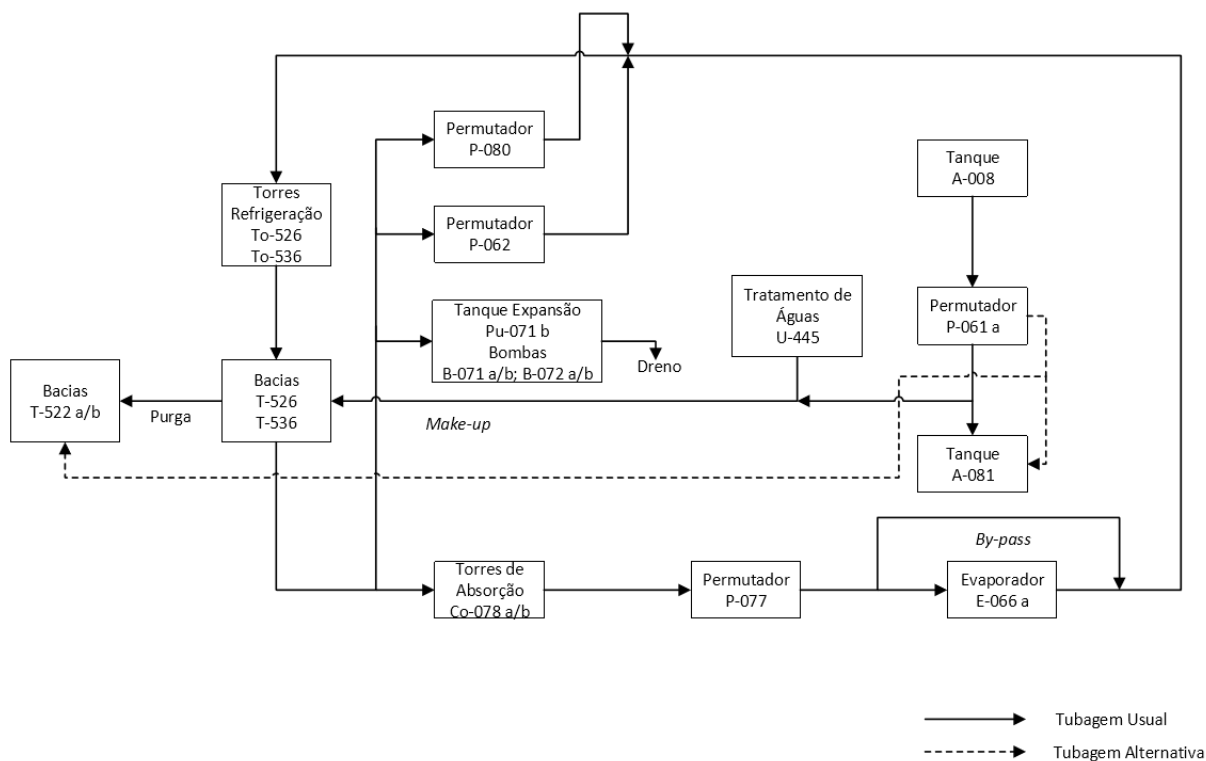 Permutador
P-080
Tanque
A-008
Torres
Refrigeração
To-526
To-536
Permutador
P-062
Tratamento de
Águas
U-445
Permutador
P-061 a
Tanque Expansão
Pu-071 b
Bombas
B-071 a/b; B-072 a/b
Dreno
Bacias
T-522 a/b
Purga
Bacias
T-526
T-536
Make-up
Tanque
A-081
By-pass
Torres de
Absorção
Co-078 a/b
Permutador
P-077
Evaporador
E-066 a
Tubagem Usual
Tubagem Alternativa